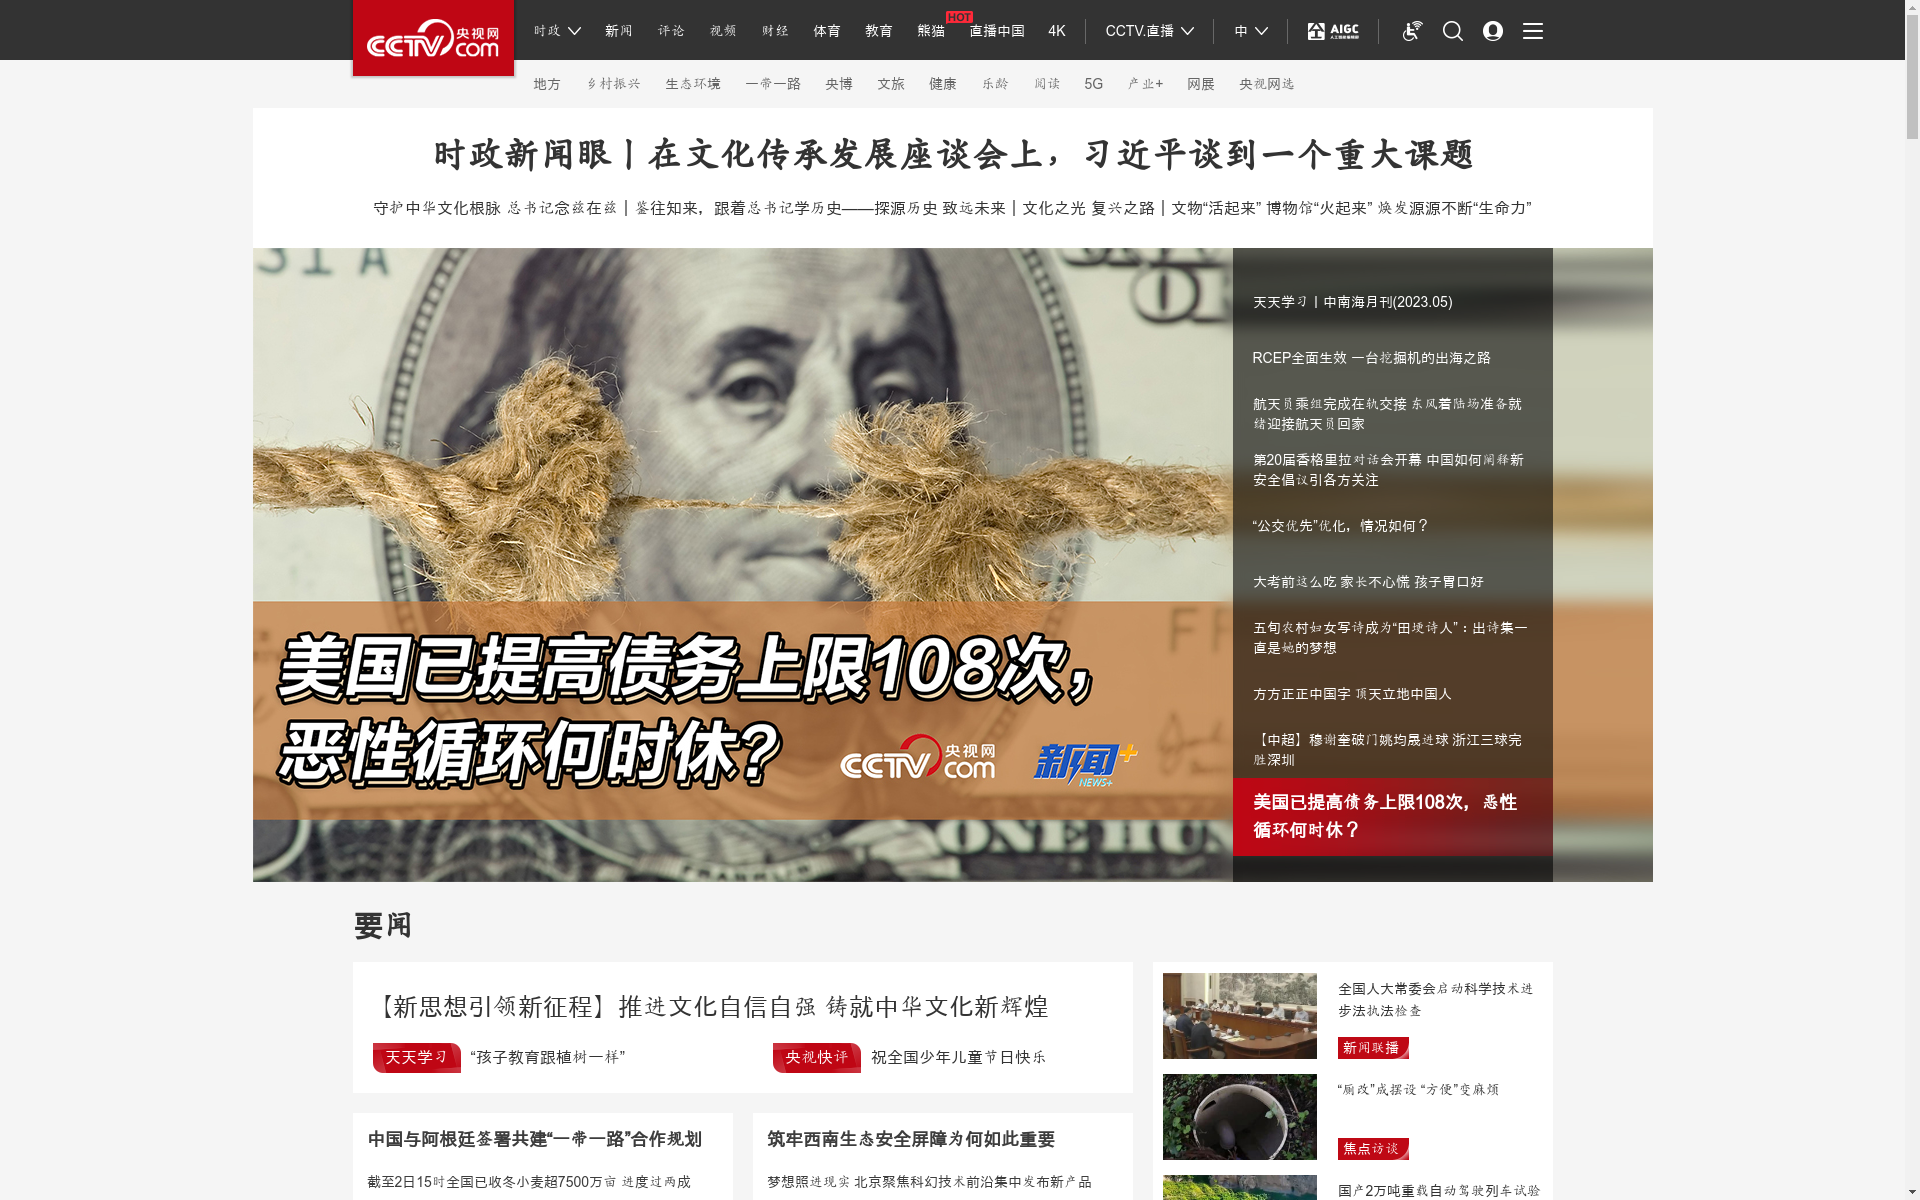 CCTV.com 央视网
时政 新闻 评论 视频 财经 体育 教育 熊猫 HOT 直播中国 4K CCTV.直播 中 AIGC
地方 乡村振兴 生态环境 一带一路 央博 文旅 健康 乐龄 阅读 5G 产业+ 网展 央视网选
时政新闻眼丨在文化传承发展座谈会上，习近平谈到一个重大课题
守护中华文化根脉 总书记念兹在兹 | 鉴往知来，跟着总书记学历史——探源历史 致远未来 | 文化之光 复兴之路 | 文物“活起来” 博物馆“火起来” 焕发源源不断“生命力”
天天学习丨中南海月刊(2023.05)
RCEP全面生效 一台挖掘机的出海之路
航天员乘组完成在轨交接 东风着陆场准备就
绪迎接航天员回家
第20届香格里拉对话会开幕 中国如何阐释新
安全倡议引各方关注
“公交优先”优化，情况如何？
大考前这么吃 家长不心慌 孩子胃口好
五旬农村妇女写诗成为“田埂诗人”：出诗集一
直是她的梦想
方方正正中国字 顶天立地中国人
【中超】穆谢奎破门姚均晟进球 浙江三球完
胜深圳
美国已提高债务上限108次，恶性
循环何时休？
美国已提高债务上限108次，
恶性循环何时休？
CCTV.com 央视网 新闻+ NEWS+
ONE HUN
FRANKLIN
要闻
【新思想引领新征程】推进文化自信自强 铸就中华文化新辉煌
天天学习 “孩子教育跟植树一样”
央视快评 祝全国少年儿童节日快乐
中国与阿根廷签署共建“一带一路”合作规划
截至2日15时全国已收冬小麦超7500万亩 进度过两成
筑牢西南生态安全屏障为何如此重要
梦想照进现实 北京聚焦科幻技术前沿集中发布新产品
全国人大常委会启动科学技术进
步法执法检查
新闻联播
“厕改”成摆设 “方便”变麻烦
焦点访谈
国产2万吨重载自动驾驶列车试验